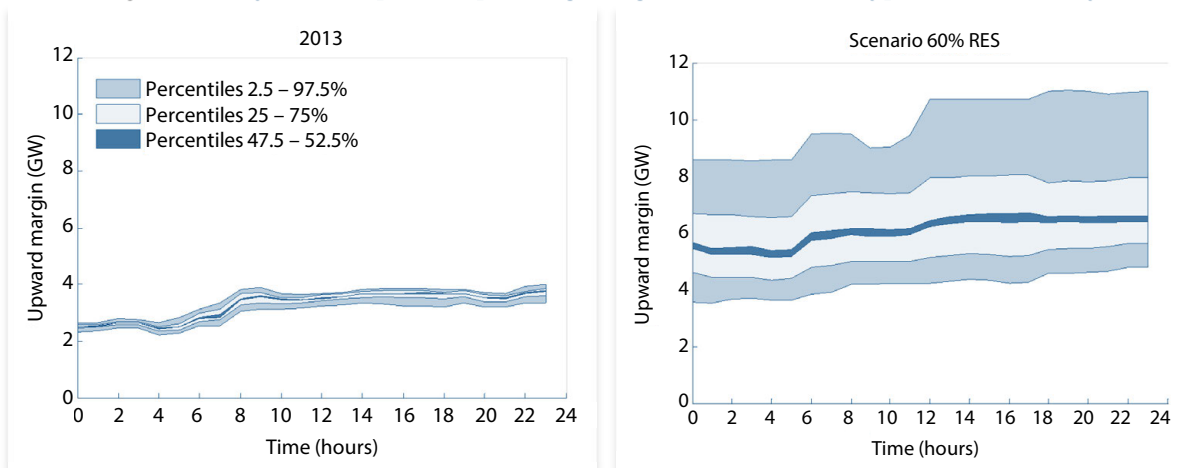 2013
12
10
8
6
4
2
0
Upward margin (GW)
Percentiles 2.5 – 97.5%
Percentiles 25 – 75%
Percentiles 47.5 – 52.5%
0 2 4 6 8 10 12 14 16 18 20 22 24
Time (hours)
Scenario 60% RES
12
10
8
6
4
2
0
Upward margin (GW)
0 2 4 6 8 10 12 14 16 18 20 22 24
Time (hours)